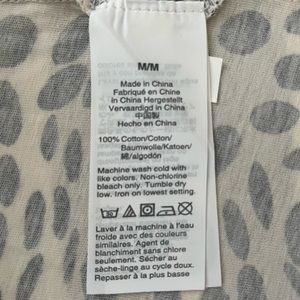 M/M
Made in China
Fabriqué en Chine
in China Hergestellt
Vervaardigd in China
中国製
Hecho en China
100% Cotton/Coton/
Baumwolle/Katoen/
綿/algodón
Machine wash cold with
like colors. Non-chlorine
bleach only. Tumble dry
low. Iron on lowest setting.
Laver à la machine à l'eau
froide avec des couleurs
similaires. Agent de
blanchiment sans chlore
seulement. Sécher au
sèche-linge au cycle doux.
Repasser à la plus basse